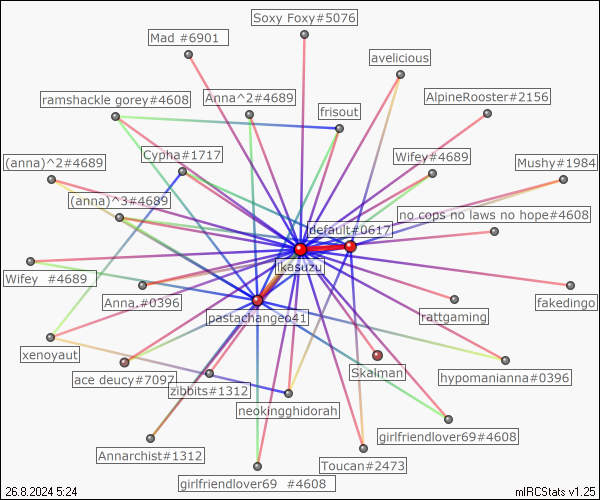 Soxy Foxy#5076
Mad #6901
avelicious
ramshackle gorey#4608
Anna^2#4689
AlpineRooster#2156
frisout
Cypha#1717
Wifey#4689
(anna)^2#4689
Mushy#1984
(anna)^3#4689
no cops no laws no hope#4608
default#0617
ikasuzu
Wifey #4689
Anna.#0396
fakedingo
pastachangeo41
rattgaming
xenoyaut
ace deucy#7097
Skalman
hypomanianna#0396
zibbits#1312
neokingghidorah
girlfriendlover69#4608
Annarchist#1312
Toucan#2473
girlfriendlover69 #4608
26.8.2024 5:24
mIRCStats v1.25